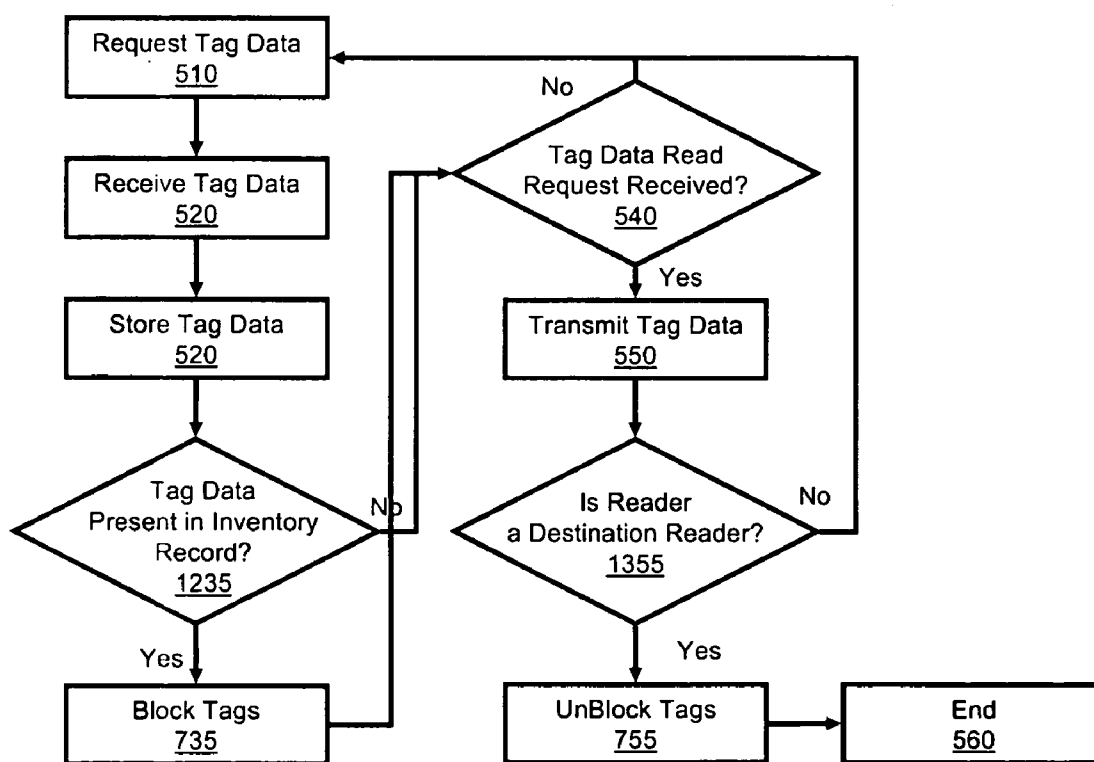 Request Tag Data
510
Receive Tag Data
520
Store Tag Data
520
Tag Data
Present in Inventory
Record?
1235
No
Yes
Block Tags
735
No
Tag Data Read
Request Received?
540
Yes
Transmit Tag Data
550
Is Reader
a Destination Reader?
1355
No
Yes
UnBlock Tags
755
End
560